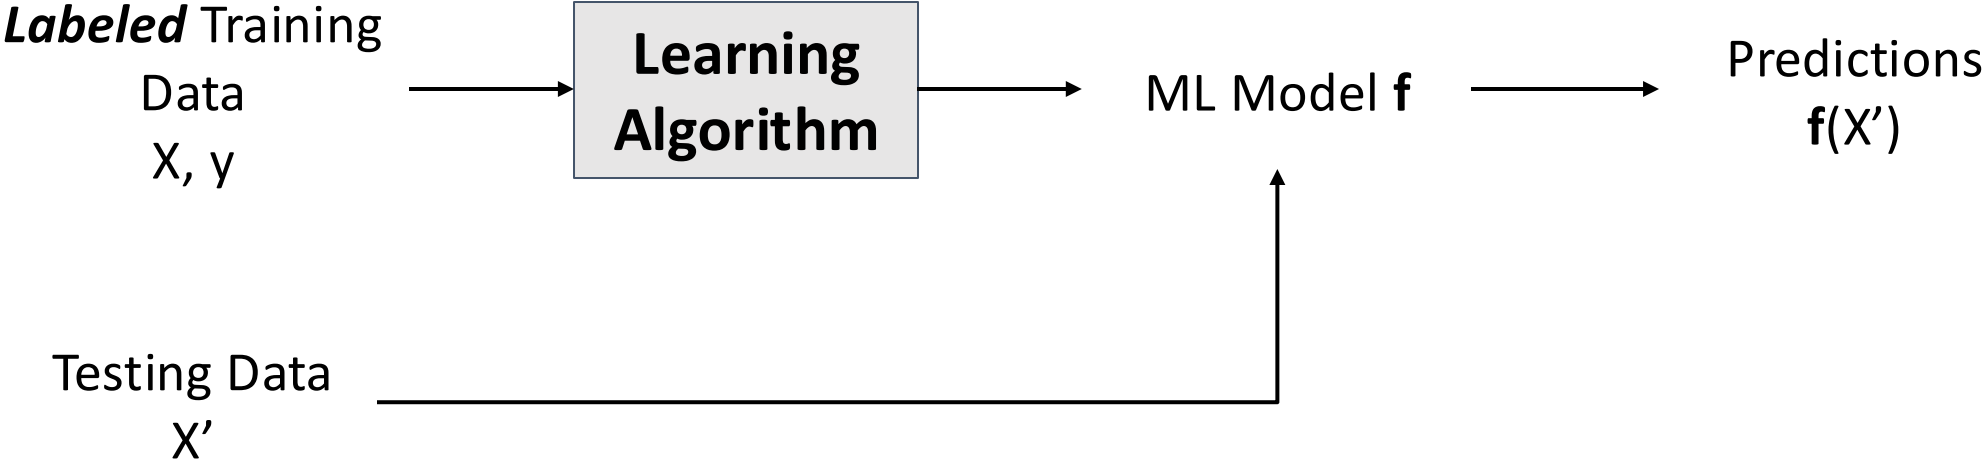 Labeled Training
Data
X, y
Learning
Algorithm
ML Model f
Predictions
f(X’)
Testing Data
X’